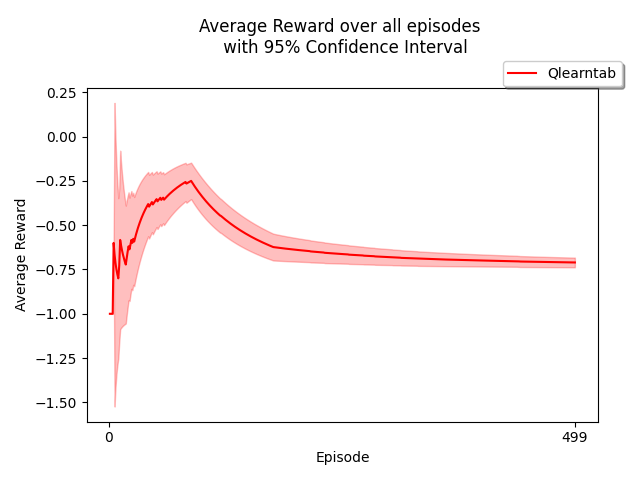 Average Reward over all episodes
with 95% Confidence Interval
Qlearntab
0.25
0.00
−0.25
−0.50
−0.75
−1.00
−1.25
−1.50
Average Reward
0
499
Episode